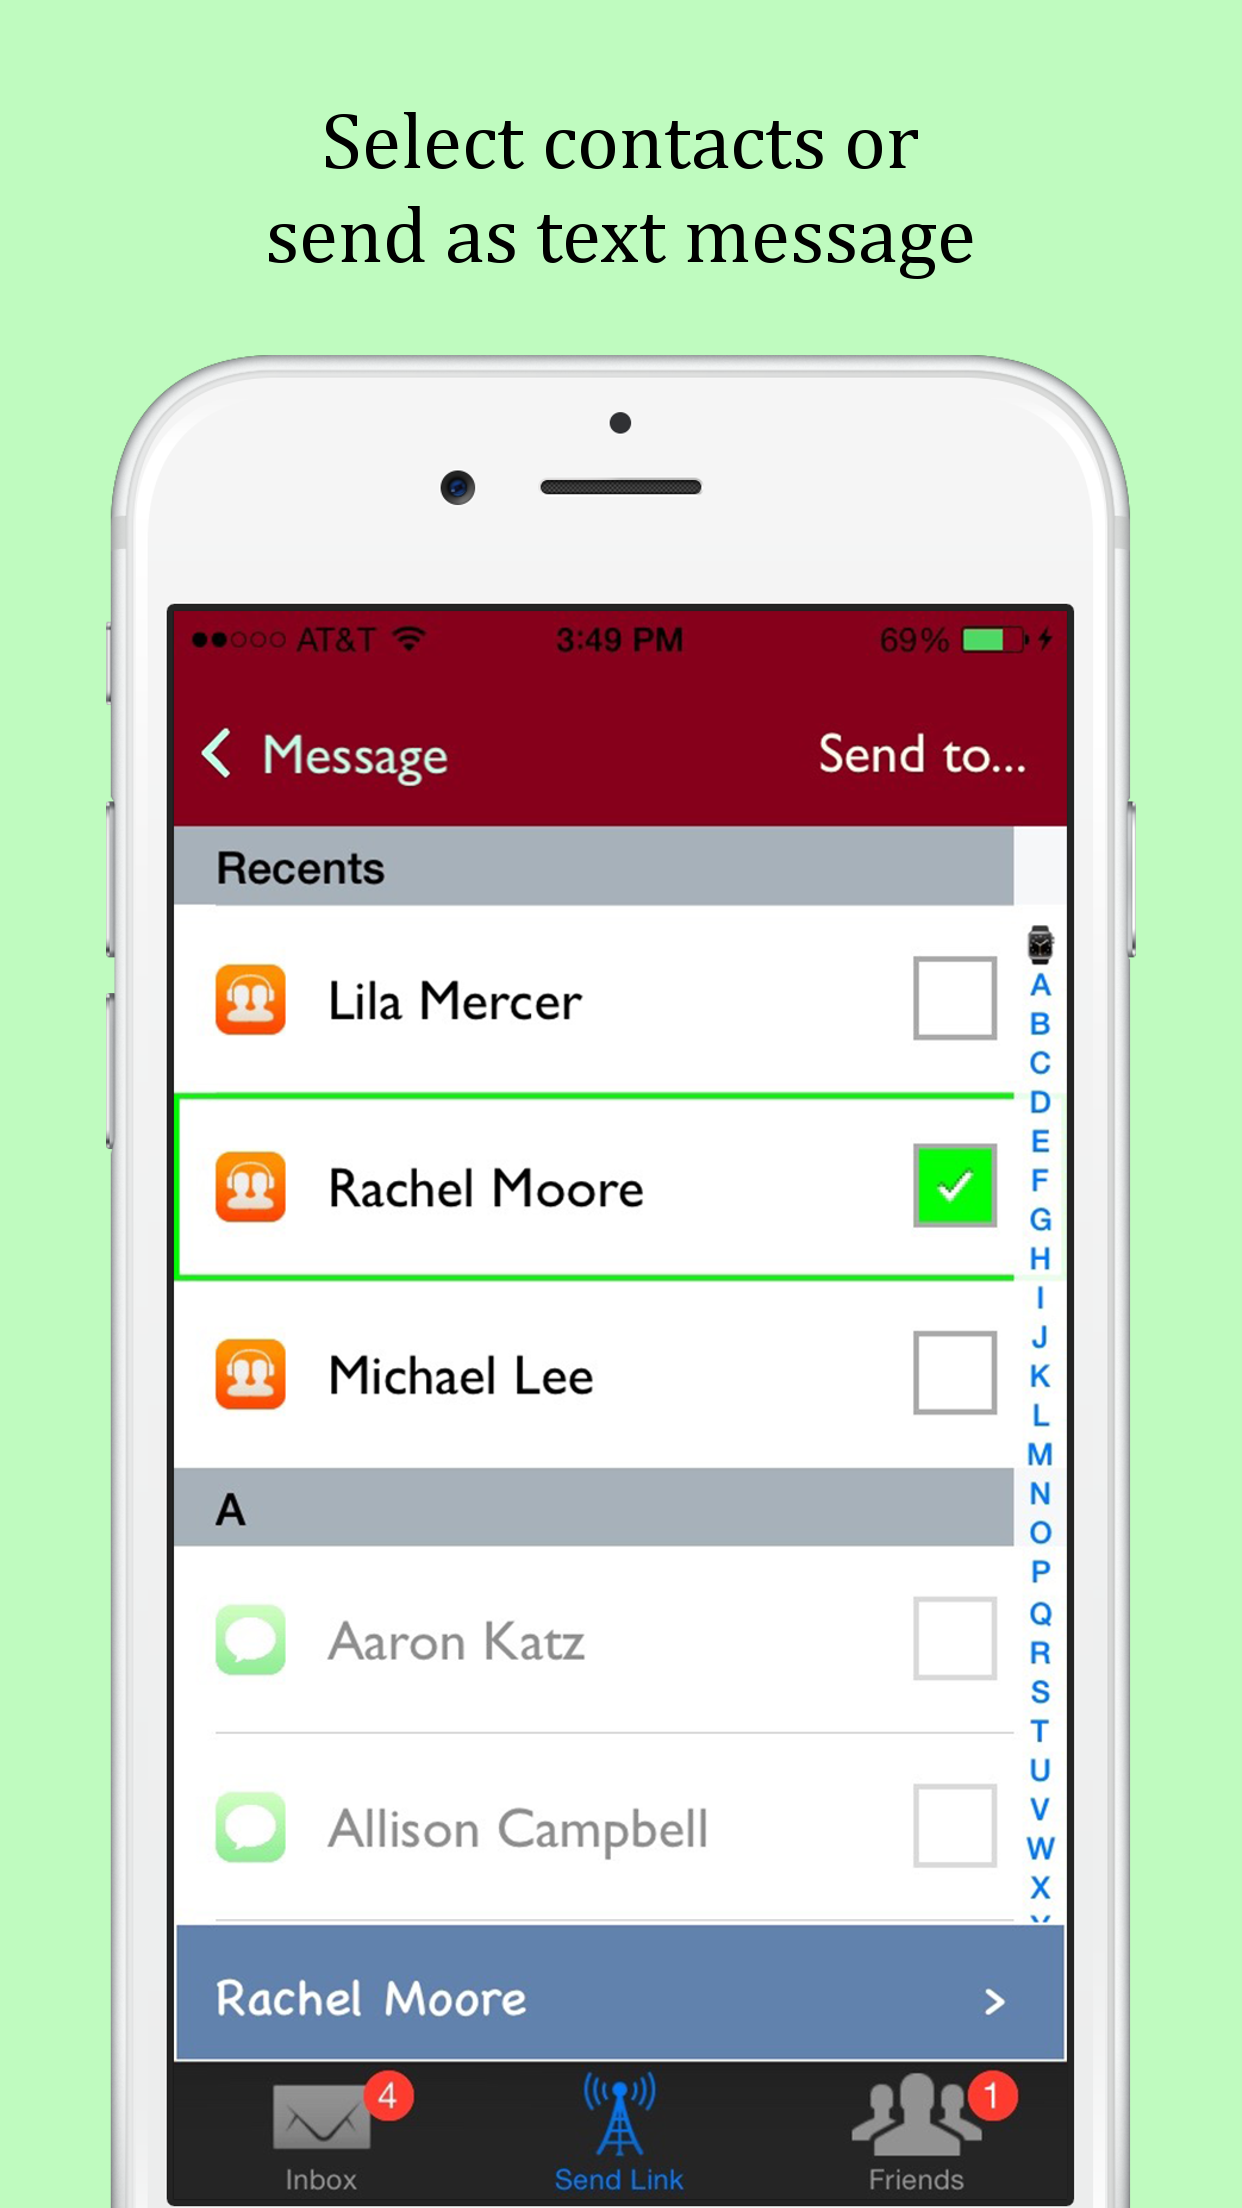 Select contacts or
send as text message
AT&T 3:49 PM 69%
Message Send to...
Recents
Lila Mercer
Rachel Moore
Michael Lee
A
Aaron Katz
Allison Campbell
A
B
C
D
E
F
G
H
I
J
K
L
M
N
O
P
Q
R
S
T
U
V
W
X
Rachel Moore >
4
1
Inbox Send Link Friends